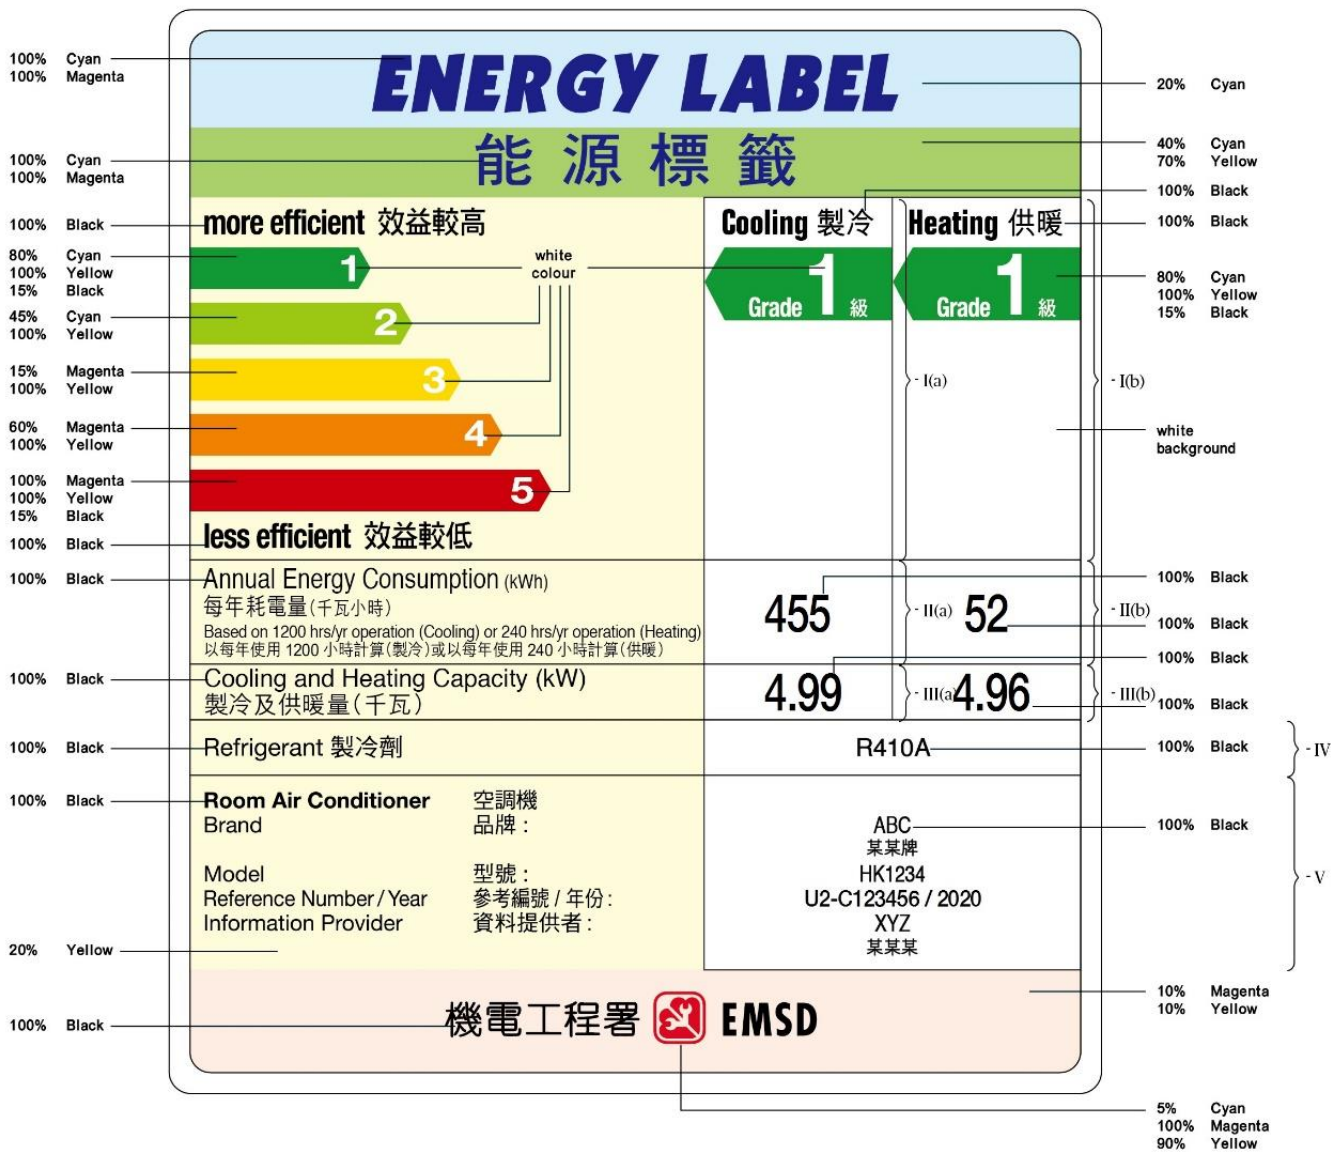 100% Cyan
100% Magenta
ENERGY LABEL
20% Cyan
100% Cyan
100% Magenta
能源標籤
40% Cyan
70% Yellow
100% Black
100% Black
more efficient 效益較高
Cooling 製冷
Heating 供暖
100% Black
80% Cyan
100% Yellow
15% Black
1
white
colour
Grade 1 級
Grade 1 級
80% Cyan
100% Yellow
15% Black
45% Cyan
100% Yellow
2
15% Magenta
100% Yellow
3
- I(a)
- I(b)
60% Magenta
100% Yellow
4
white
background
100% Magenta
100% Yellow
15% Black
5
100% Black
less efficient 效益較低
100% Black
Annual Energy Consumption (kWh)
每年耗電量(千瓦小時)
Based on 1200 hrs/yr operation (Cooling) or 240 hrs/yr operation (Heating)
以每年使用 1200 小時計算(製冷)或以每年使用 240 小時計算(供暖)
455
- II(a)
52
- II(b)
100% Black
100% Black
100% Black
100% Black
Cooling and Heating Capacity (kW)
製冷及供暖量(千瓦)
4.99
- III(a)
4.96
- III(b)
100% Black
100% Black
Refrigerant 製冷劑
R410A
100% Black
- IV
100% Black
Room Air Conditioner 空調機
Brand 品牌 :
ABC
某某牌
100% Black
Model 型號 :
HK1234
- V
Reference Number / Year 參考編號 / 年份 :
U2-C123456 / 2020
Information Provider 資料提供者 :
XYZ
某某某
20% Yellow
10% Magenta
10% Yellow
100% Black
機電工程署 EMSD
5% Cyan
100% Magenta
90% Yellow